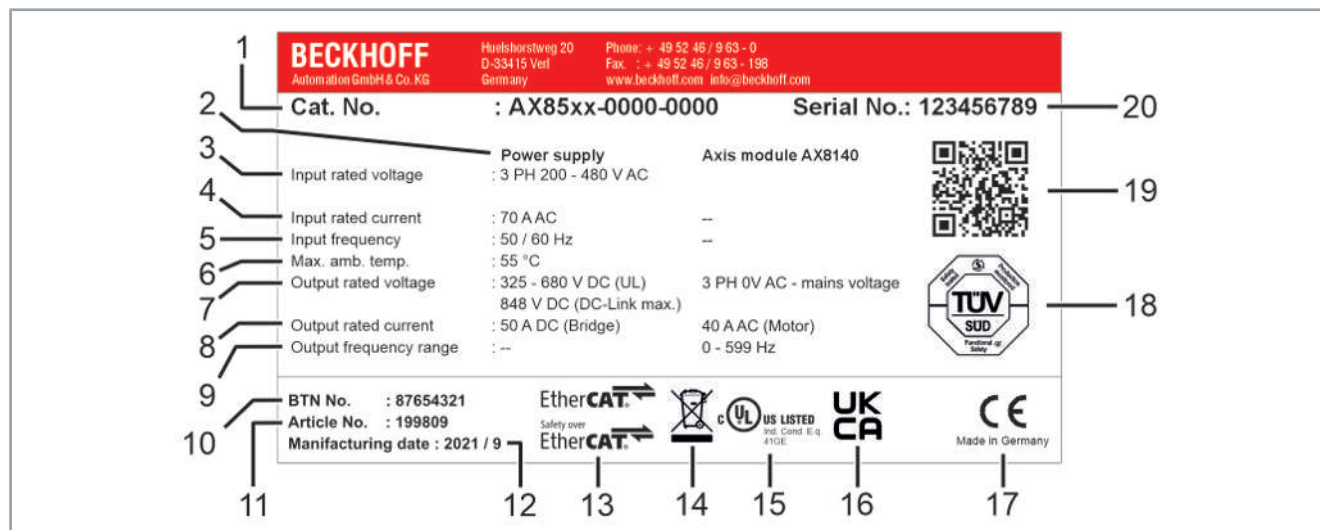 BECKHOFF
Automation GmbH & Co. KG
Huelshorstweg 20
D-33415 Verl
Germany
Phone: + 49 52 46 / 9 63 - 0
Fax. : + 49 52 46 / 9 63 - 198
www.beckhoff.com info@beckhoff.com
1
Cat. No. : AX85xx-0000-0000 Serial No.: 123456789
20
2
Power supply Axis module AX8140
3
Input rated voltage : 3 PH 200 - 480 V AC
19
4
Input rated current : 70 A AC --
5
Input frequency : 50 / 60 Hz --
6
Max. amb. temp. : 55 °C
7
Output rated voltage : 325 - 680 V DC (UL) 3 PH 0V AC - mains voltage
848 V DC (DC-Link max.)
8
Output rated current : 50 A DC (Bridge) 40 A AC (Motor)
9
Output frequency range : -- 0 - 599 Hz
TÜV
SÜD
Functional
Safety
18
10
BTN No. : 87654321
11
Article No. : 199809
Manifacturing date : 2021 / 9
EtherCAT®
Safety over
EtherCAT®
C UL US LISTED
Ind. Cond. E.q.
41GE
UK
CA
CE
Made in Germany
12 13 14 15 16 17